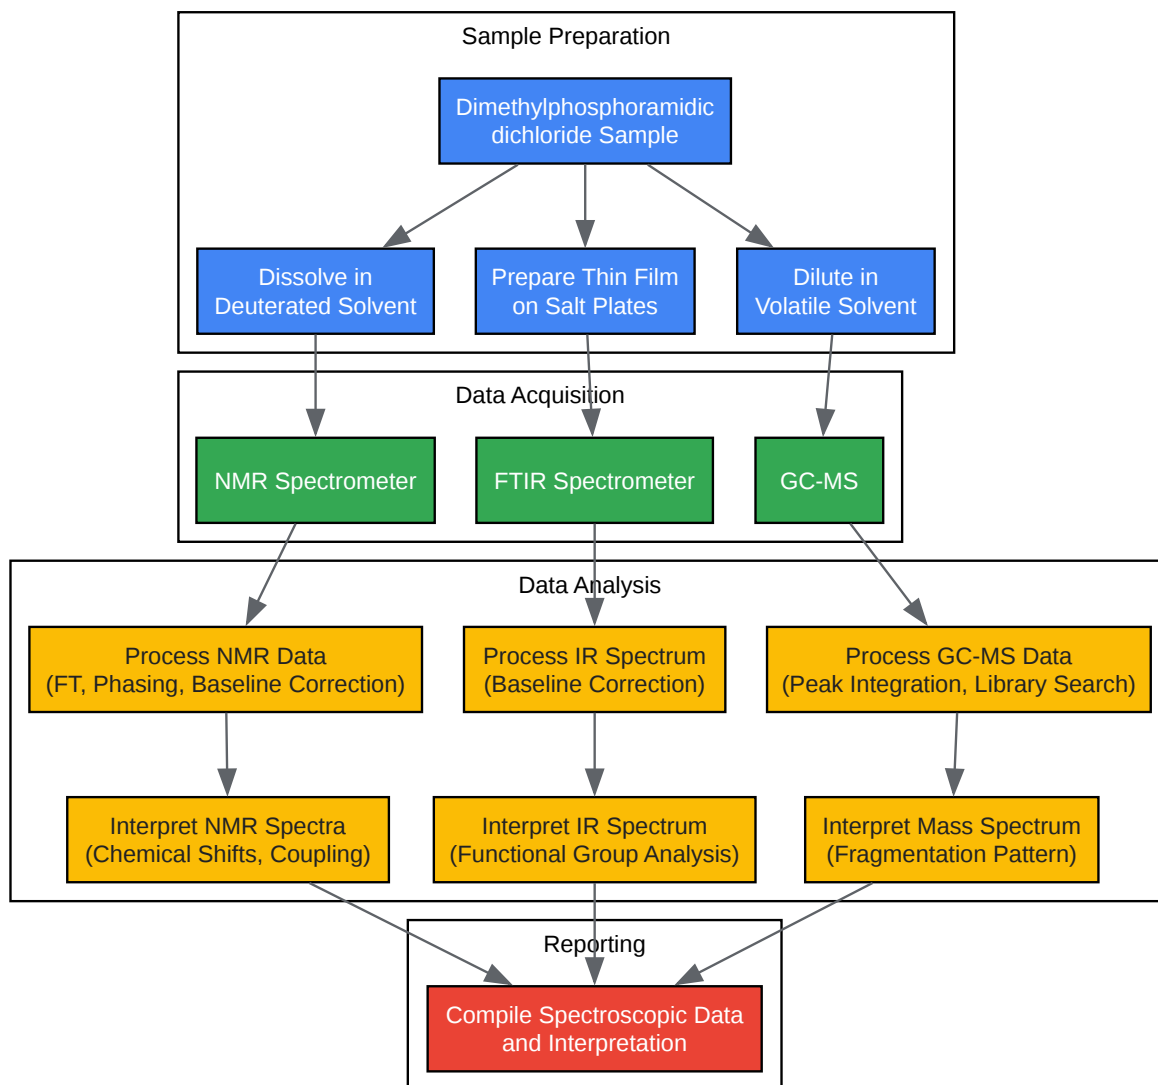 Sample Preparation
Dimethylphosphoramidic
dichloride Sample
Dissolve in
Deuterated Solvent
Prepare Thin Film
on Salt Plates
Dilute in
Volatile Solvent
Data Acquisition
NMR Spectrometer
FTIR Spectrometer
GC-MS
Data Analysis
Process NMR Data
(FT, Phasing, Baseline Correction)
Process IR Spectrum
(Baseline Correction)
Process GC-MS Data
(Peak Integration, Library Search)
Interpret NMR Spectra
(Chemical Shifts, Coupling)
Interpret IR Spectrum
(Functional Group Analysis)
Interpret Mass Spectrum
(Fragmentation Pattern)
Reporting
Compile Spectroscopic Data
and Interpretation